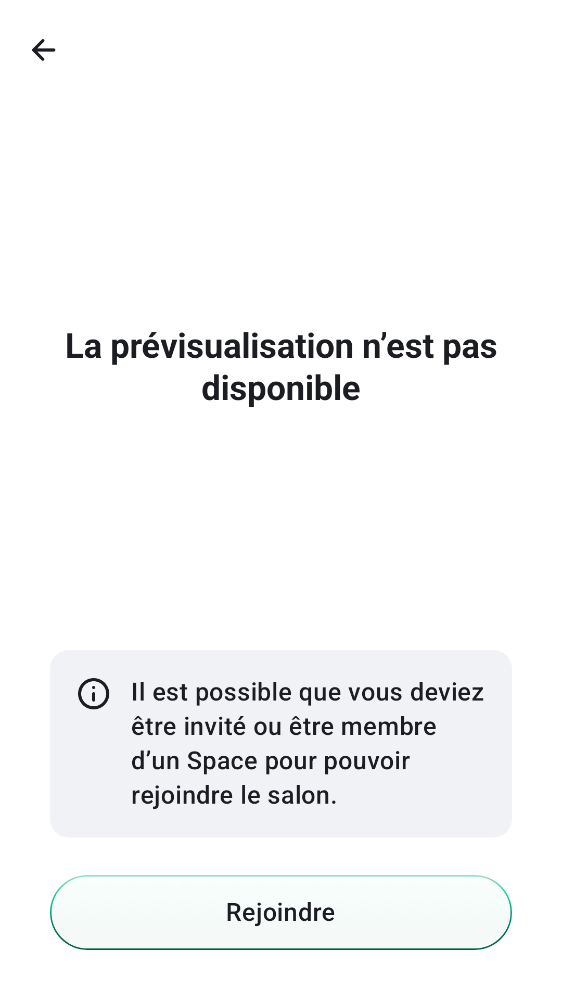 La prévisualisation n’est pas
disponible
Il est possible que vous deviez
être invité ou être membre
d’un Space pour pouvoir
rejoindre le salon.
Rejoindre